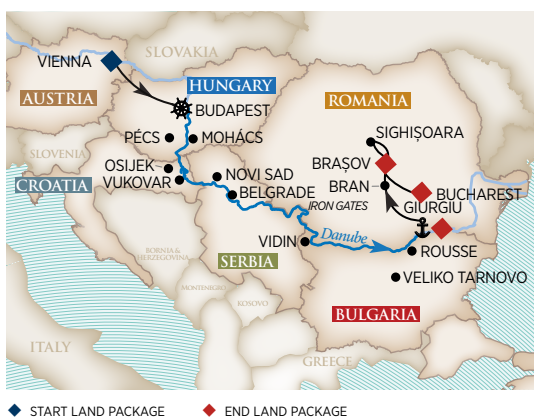 SLOVAKIA
VIENNA
HUNGARY
AUSTRIA
BUDAPEST
ROMANIA
SIGHIȘOARA
PÉCS
MOHÁCS
SLOVENIA
OSIJEK
NOVI SAD
BRAȘOV
CROATIA
VUKOVAR
BELGRADE
BRAN
BUCHAREST
IRON GATES
GIURGIU
BOSNIA &
HERZEGOVINA
VIDIN
Danube
ROUSSE
SERBIA
VELIKO TARNOVO
MONTENEGRO
KOSOVO
BULGARIA
ITALY
GREECE
START LAND PACKAGE
END LAND PACKAGE